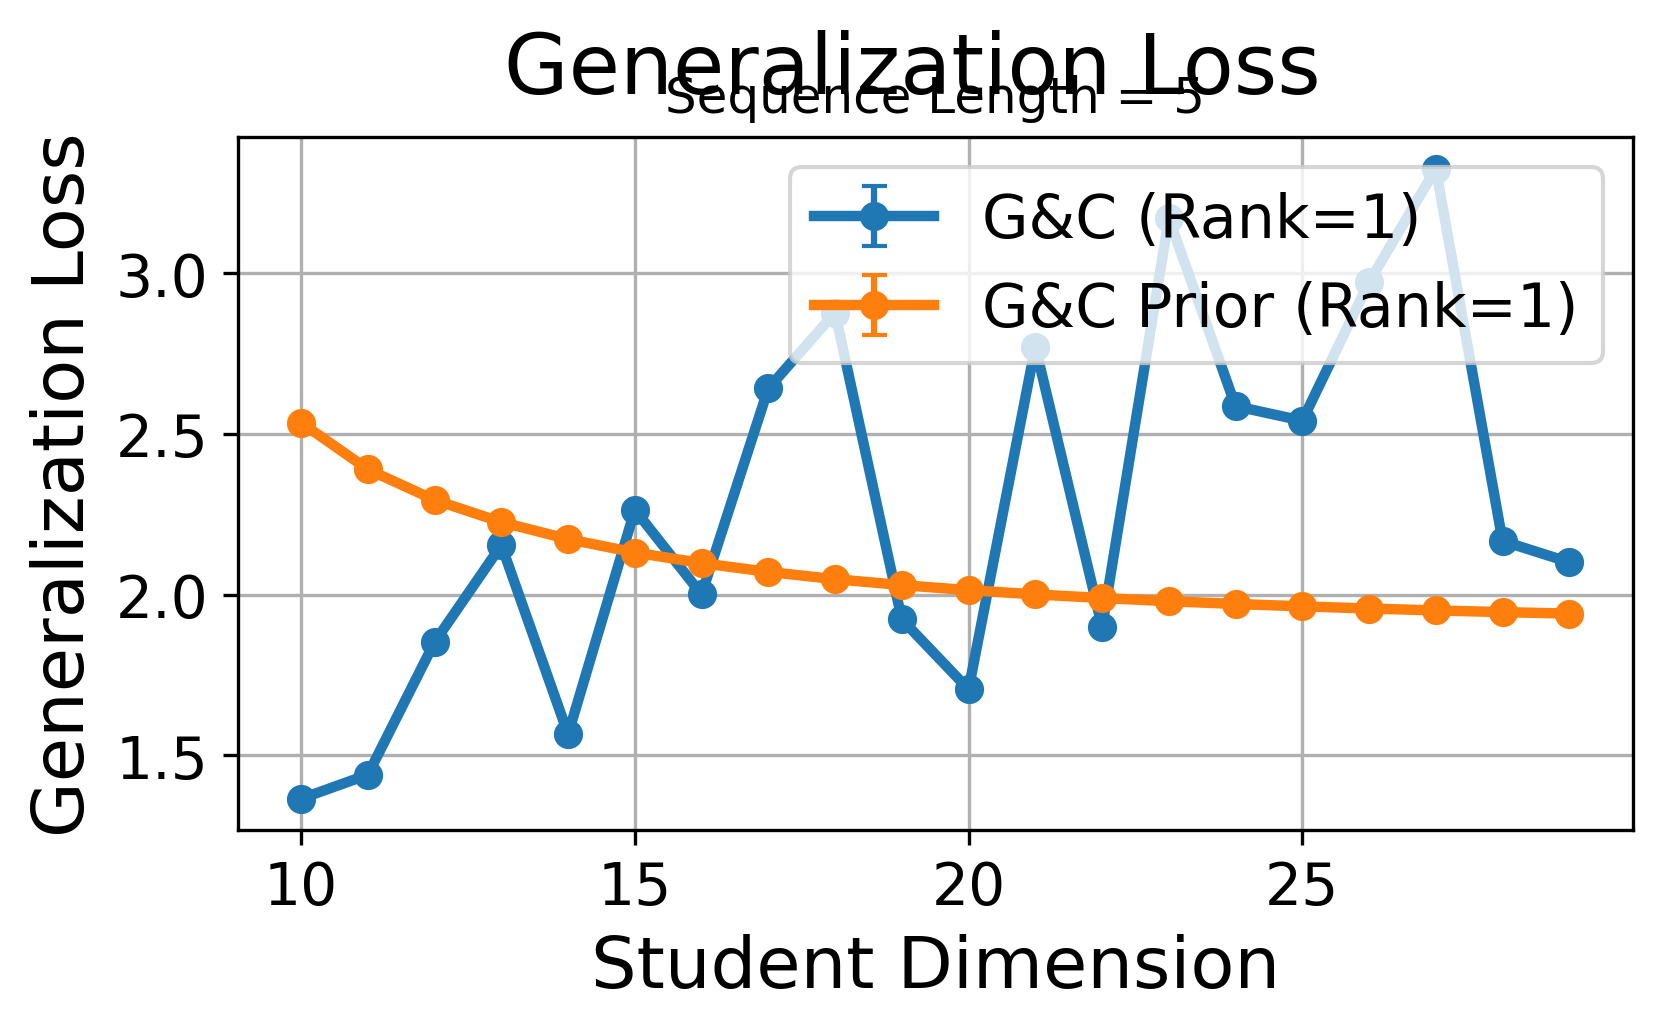 Generalization Loss
Sequence Length = 5
Generalization Loss
3.0
2.5
2.0
1.5
G&C (Rank=1)
G&C Prior (Rank=1)
10 15 20 25
Student Dimension